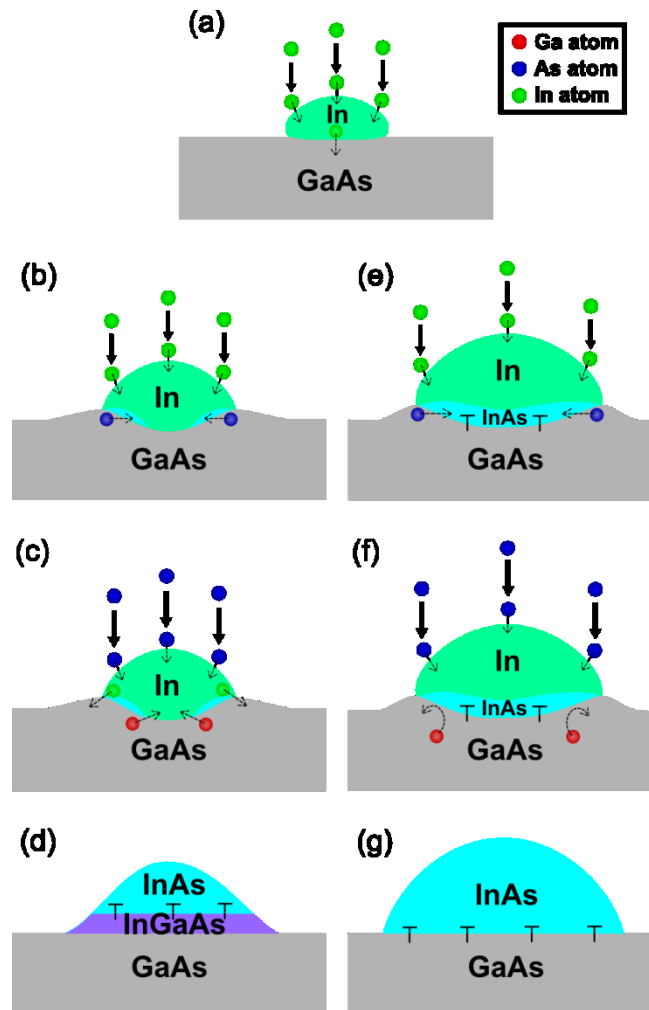 (a)
Ga atom
As atom
In atom
In
GaAs
(b)
In
GaAs
(e)
In
InAs
GaAs
(c)
In
GaAs
(f)
In
InAs
GaAs
(d)
InAs
InGaAs
GaAs
(g)
InAs
GaAs